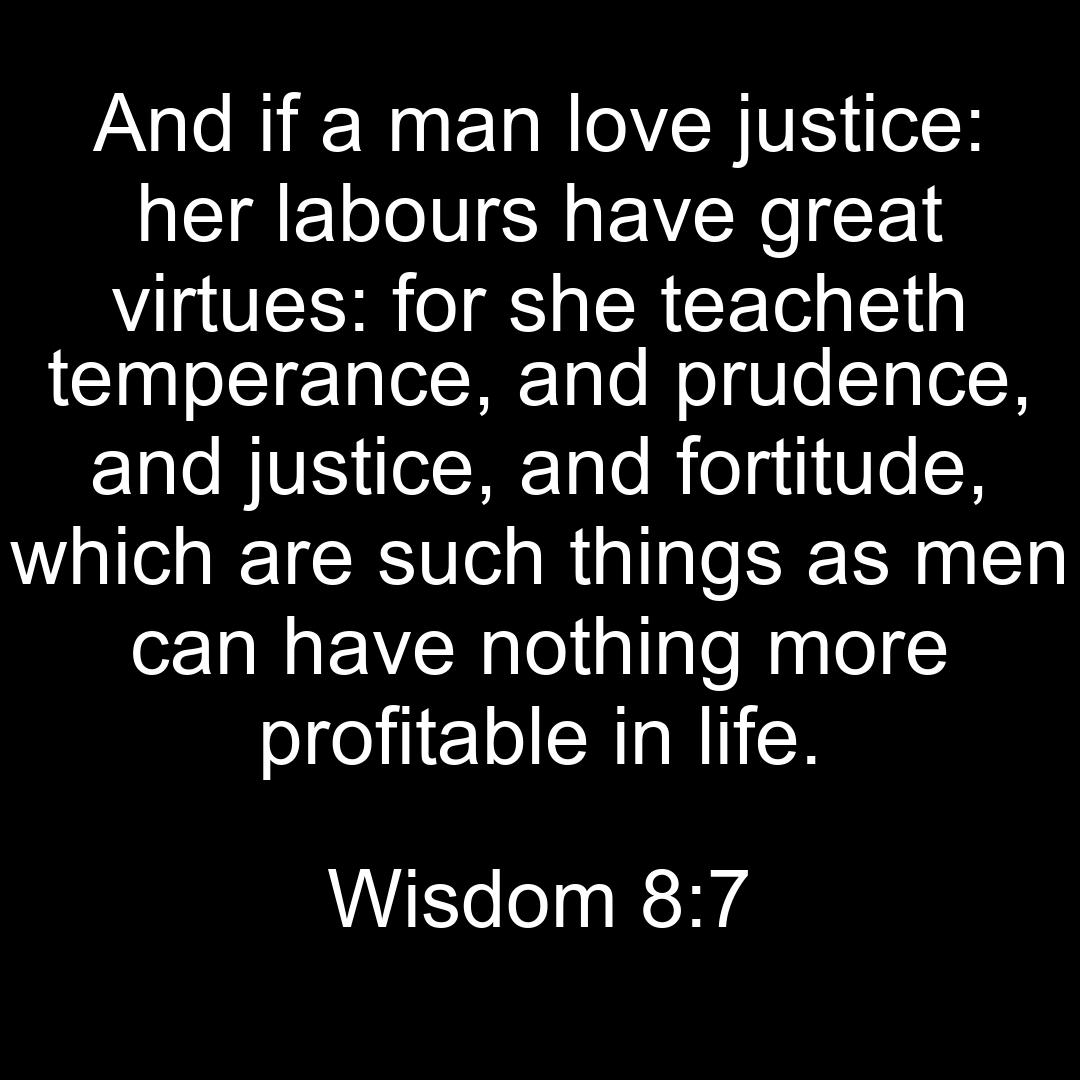 And if a man love justice:
her labours have great
virtues: for she teacheth
temperance, and prudence,
and justice, and fortitude,
which are such things as men
can have nothing more
profitable in life.
Wisdom 8:7